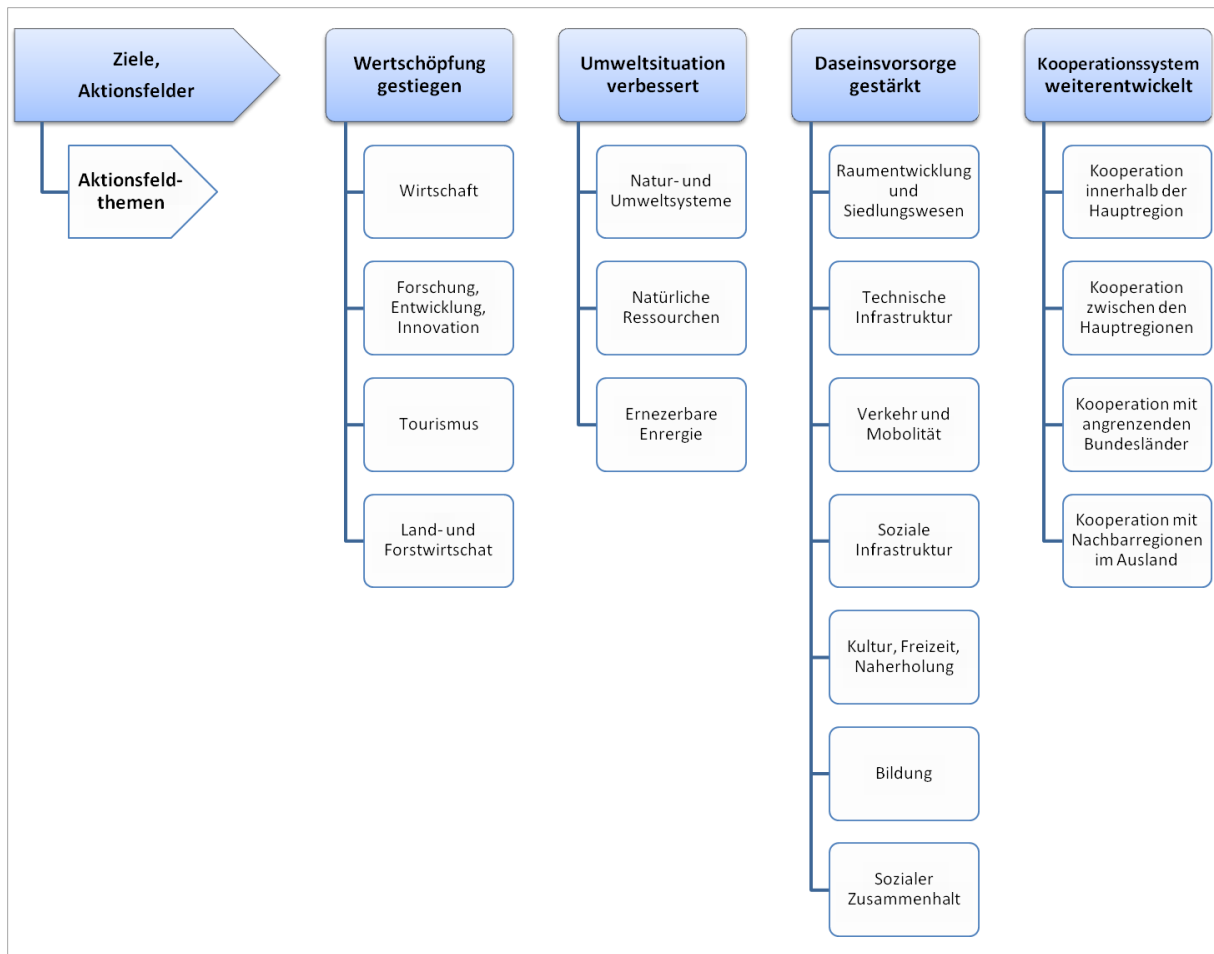 Ziele,
Aktionsfelder
Aktionsfeld-
themen
Wertschöpfung
gestiegen
Wirtschaft
Forschung,
Entwicklung,
Innovation
Tourismus
Land- und
Forstwirtschat
Umweltsituation
verbessert
Natur- und
Umweltsysteme
Natürliche
Ressourchen
Ernezerbare
Enrergie
Daseinsvorsorge
gestärkt
Raumentwicklung
und
Siedlungswesen
Technische
Infrastruktur
Verkehr und
Mobolität
Soziale
Infrastruktur
Kultur, Freizeit,
Naherholung
Bildung
Sozialer
Zusammenhalt
Kooperationssystem
weiterentwickelt
Kooperation
innerhalb der
Hauptregion
Kooperation
zwischen den
Hauptregionen
Kooperation mit
angrenzenden
Bundesländer
Kooperation mit
Nachbarregionen
im Ausland